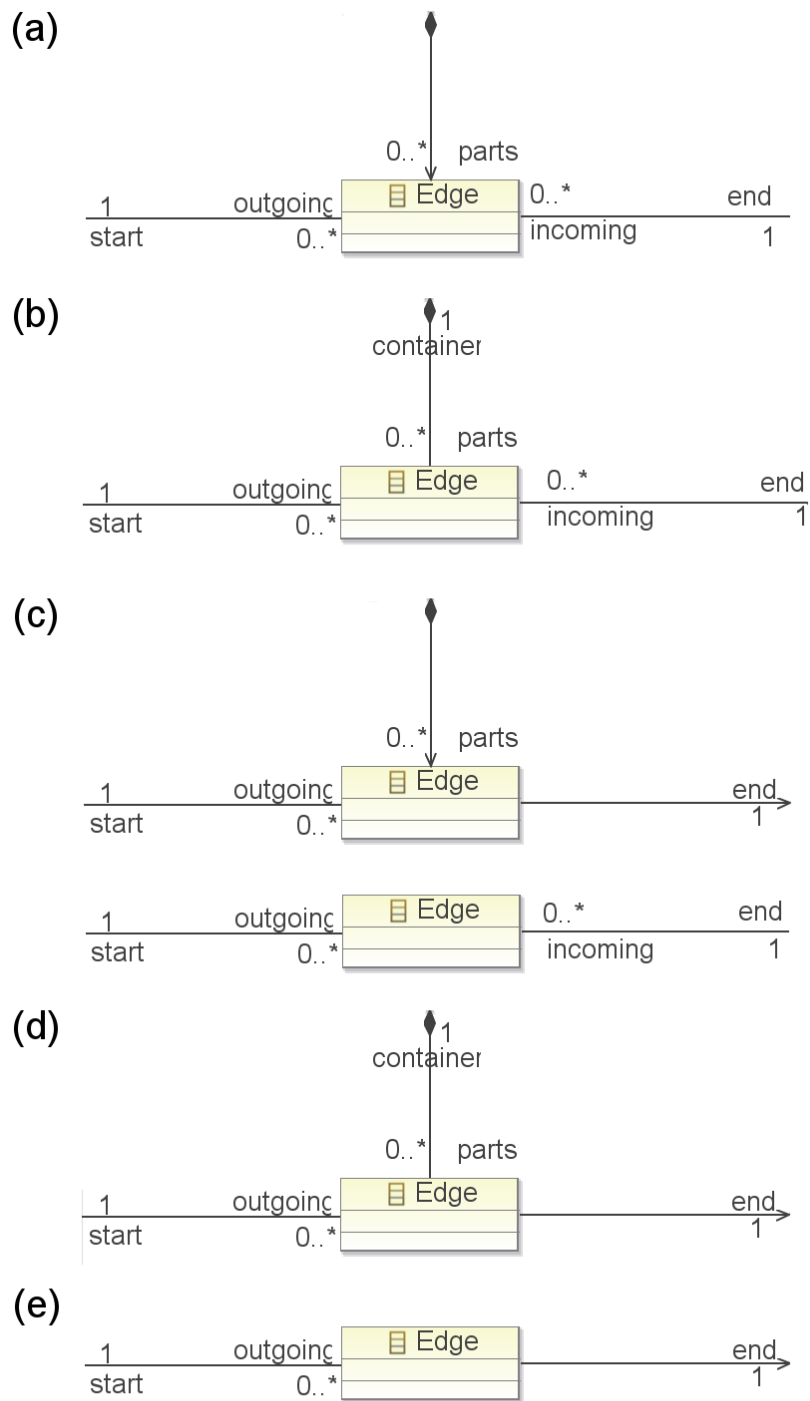 (a)
0..* parts
1 outgoing Edge 0..* end
start 0..* incoming 1
(b)
1
container
0..* parts
1 outgoing Edge 0..* end
start 0..* incoming 1
(c)
0..* parts
1 outgoing Edge end
start 0..* 1
1 outgoing Edge 0..* end
start 0..* incoming 1
(d)
1
container
0..* parts
1 outgoing Edge end
start 0..* 1
(e)
1 outgoing Edge end
start 0..* 1